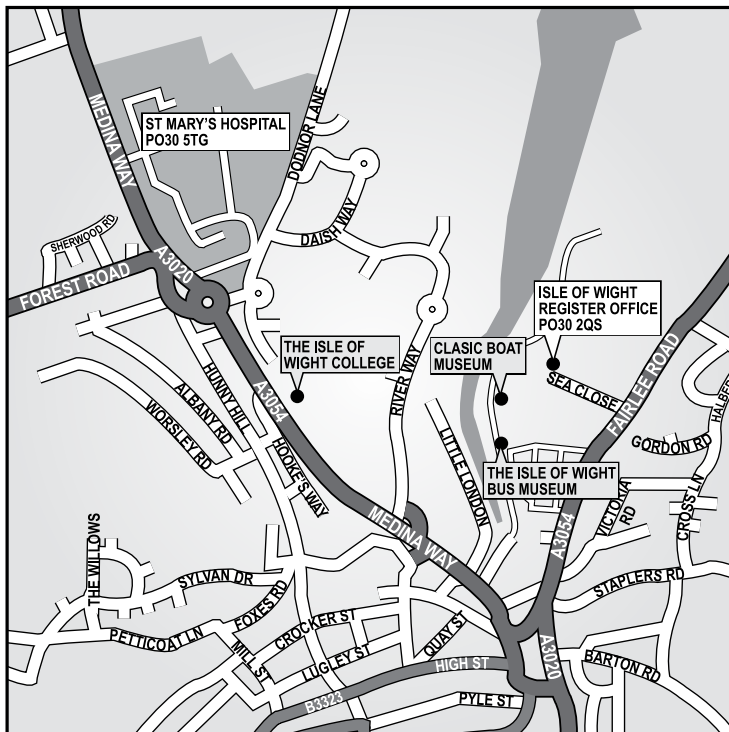 MEDINA WAY
ST MARY'S HOSPITAL
PO30 5TG
DODNOR LANE
SHERWOOD RD
DAISH WAY
A3020
FOREST ROAD
ISLE OF WIGHT
REGISTER OFFICE
PO30 2QS
THE ISLE OF
WIGHT COLLEGE
CLASIC BOAT
MUSEUM
HUNNY HILL
ALBANY RD
WORSLEY RD
A3054
RIVER WAY
SEA CLOSE
FAIRLEE ROAD
HALBER
GORDON RD
HOOKE'S WAY
LITTLE LONDON
THE ISLE OF WIGHT
BUS MUSEUM
VICTORIA
RD
CROSS LN
MEDINA WAY
A3054
THE WILLOWS
SYLVAN DR
FOXES RD
STAPLERS RD
PETTICOAT LN
CROCKER ST
QUAY ST
MILL ST
LUGLEY ST
HIGH ST
A3020
BARTON RD
B3323
PYLE ST